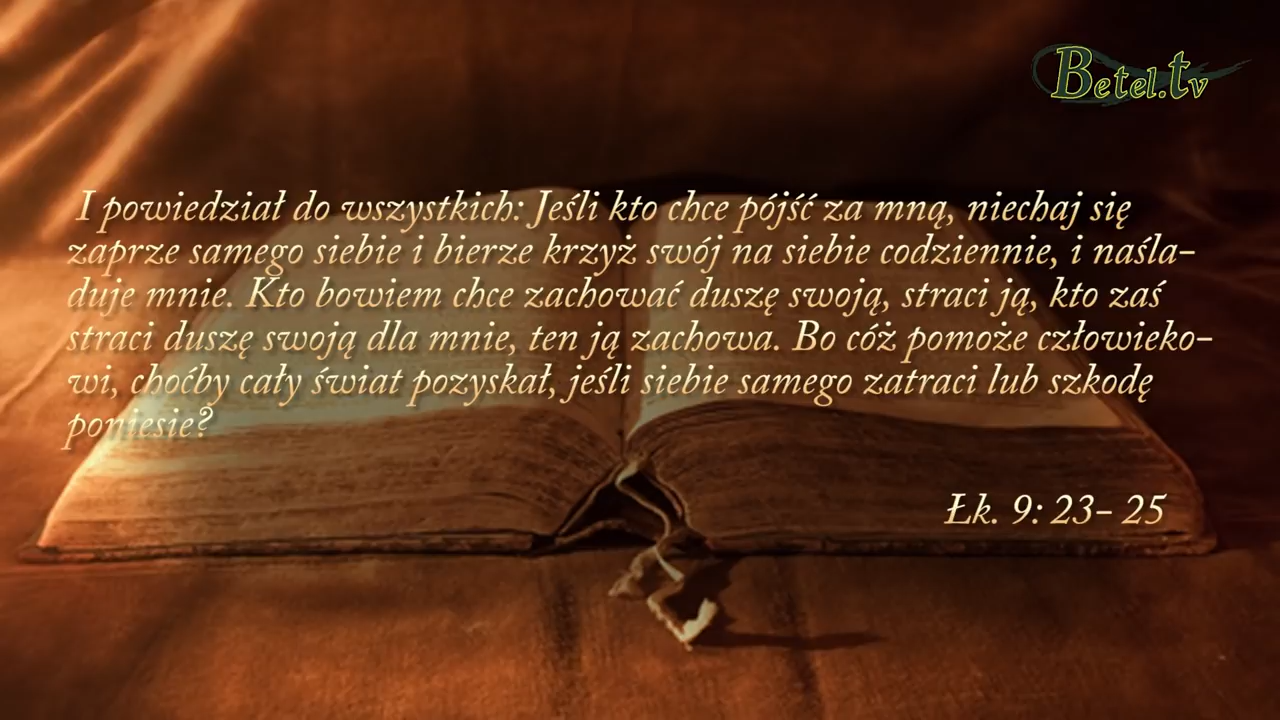 Betel.tv
I powiedział do wszystkich: Jeśli kto chce pójść za mną, niechaj się
zaprze samego siebie i bierze krzyż swój na siebie codziennie, i naśla-
duje mnie. Kto bowiem chce zachować duszę swoją, straci ją, kto zaś
straci duszę swoją dla mnie, ten ją zachowa. Bo cóż pomoże człowieko-
wi, choćby cały świat pozyskał, jeśli siebie samego zatraci lub szkodę
poniesie?
Łk. 9: 23- 25